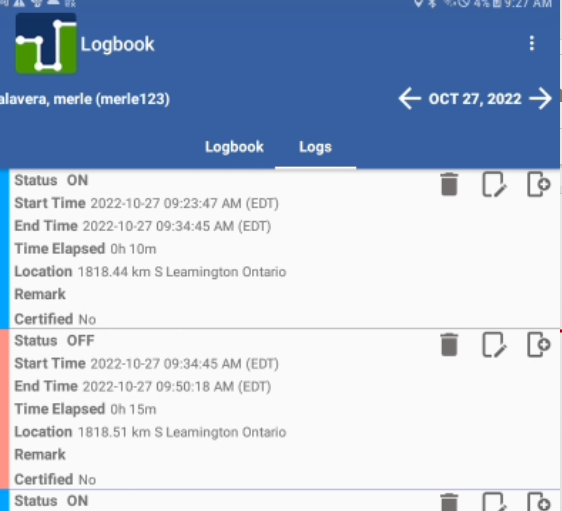 4% 9:27 AM
Logbook
alavera, merle (merle123)
OCT 27, 2022
Logbook Logs
Status ON
Start Time 2022-10-27 09:23:47 AM (EDT)
End Time 2022-10-27 09:34:45 AM (EDT)
Time Elapsed 0h 10m
Location 1818.44 km S Leamington Ontario
Remark
Certified No
Status OFF
Start Time 2022-10-27 09:34:45 AM (EDT)
End Time 2022-10-27 09:50:18 AM (EDT)
Time Elapsed 0h 15m
Location 1818.51 km S Leamington Ontario
Remark
Certified No
Status ON